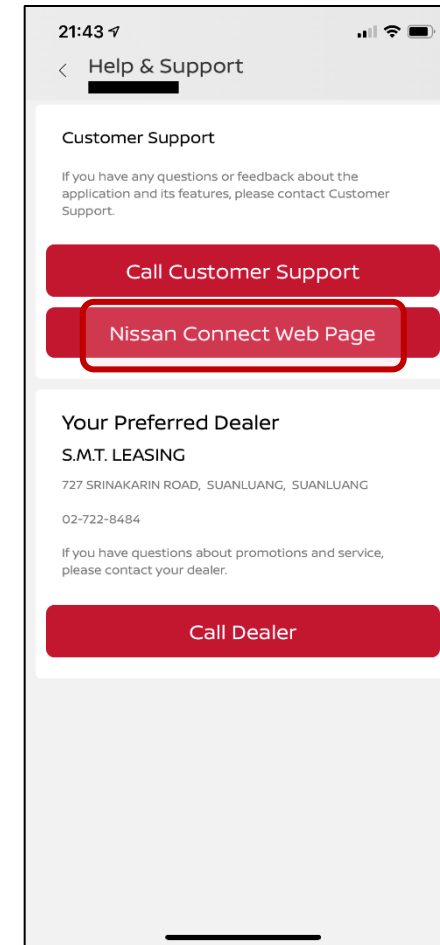 21:43
Help & Support
Customer Support
If you have any questions or feedback about the
application and its features, please contact Customer
Support.
Call Customer Support
Nissan Connect Web Page
Your Preferred Dealer
S.M.T. LEASING
727 SRINAKARIN ROAD, SUANLUANG, SUANLUANG
02-722-8484
If you have questions about promotions and service,
please contact your dealer.
Call Dealer